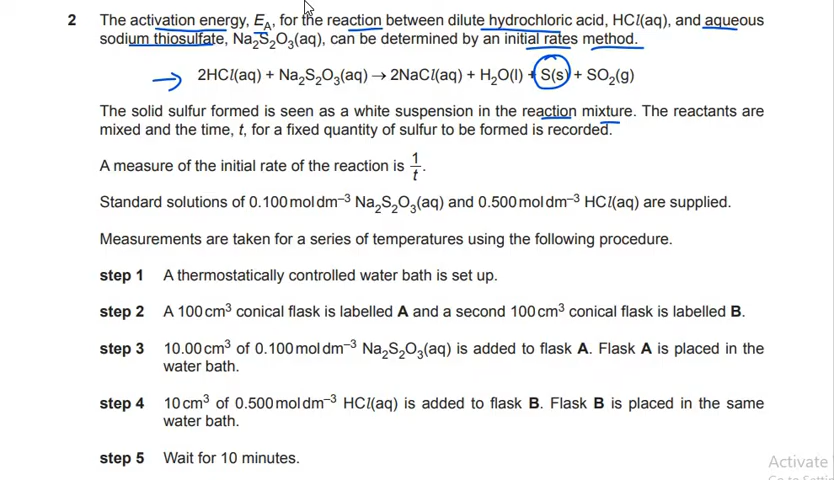 2 The activation energy, EA, for the reaction between dilute hydrochloric acid, HCl(aq), and aqueous
sodium thiosulfate, Na₂S₂O₃(aq), can be determined by an initial rates method.
2HCl(aq) + Na₂S₂O₃(aq) → 2NaCl(aq) + H₂O(l) + S(s) + SO₂(g)
The solid sulfur formed is seen as a white suspension in the reaction mixture. The reactants are
mixed and the time, t, for a fixed quantity of sulfur to be formed is recorded.
A measure of the initial rate of the reaction is 1/t.
Standard solutions of 0.100 mol dm⁻³ Na₂S₂O₃(aq) and 0.500 mol dm⁻³ HCl(aq) are supplied.
Measurements are taken for a series of temperatures using the following procedure.
step 1 A thermostatically controlled water bath is set up.
step 2 A 100 cm³ conical flask is labelled A and a second 100 cm³ conical flask is labelled B.
step 3 10.00 cm³ of 0.100 mol dm⁻³ Na₂S₂O₃(aq) is added to flask A. Flask A is placed in the
water bath.
step 4 10 cm³ of 0.500 mol dm⁻³ HCl(aq) is added to flask B. Flask B is placed in the same
water bath.
step 5 Wait for 10 minutes.
Activate